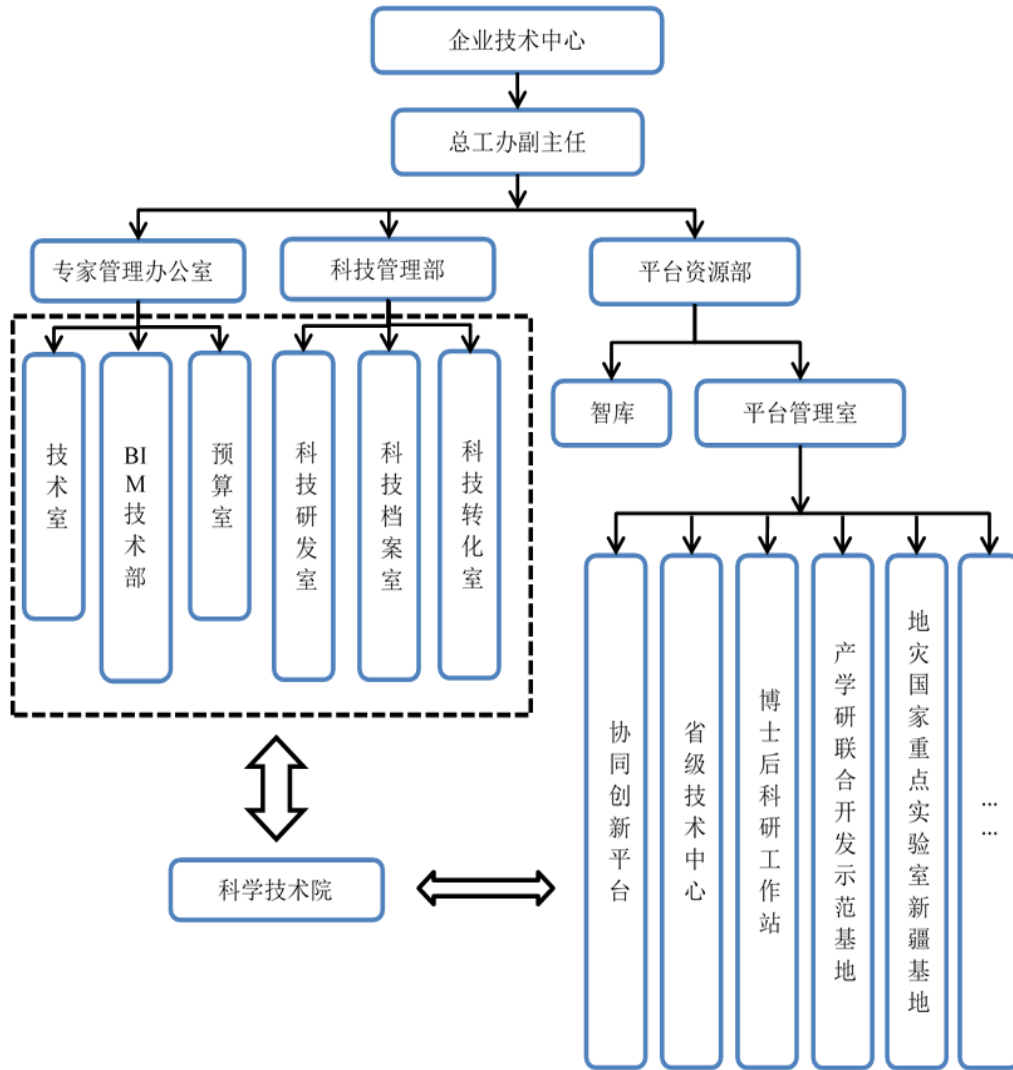 企业技术中心
总工办副主任
专家管理办公室
科技管理部
平台资源部
技术室
BIM技术部
预算室
科技研发室
科技档案室
科技转化室
智库
平台管理室
协同创新平台
省级技术中心
博士后科研工作站
产学研联合开发示范基地
地灾国家重点实验室新疆基地
……
科学技术院